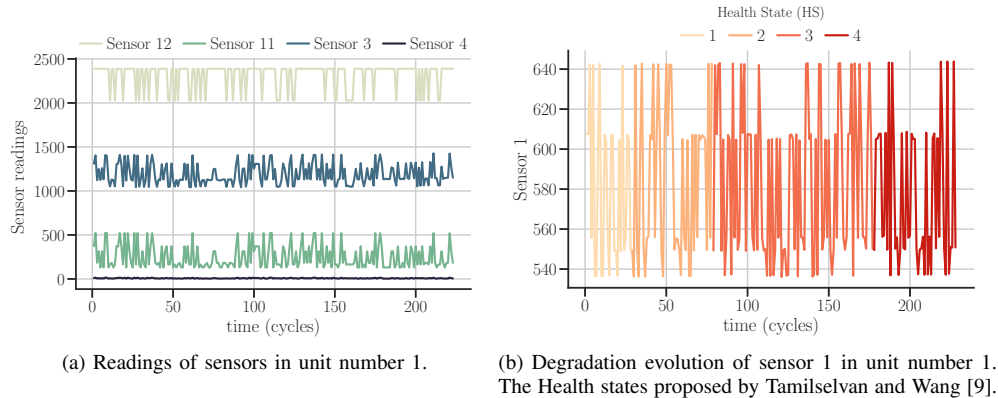 Sensor 12 Sensor 11 Sensor 3 Sensor 4
2500
2000
1500
1000
500
0
Sensor readings
0 50 100 150 200
time (cycles)
(a) Readings of sensors in unit number 1.
Health State (HS)
1 2 3 4
640
620
600
580
560
540
Sensor 1
0 50 100 150 200
time (cycles)
(b) Degradation evolution of sensor 1 in unit number 1.
The Health states proposed by Tamilselvan and Wang [9].